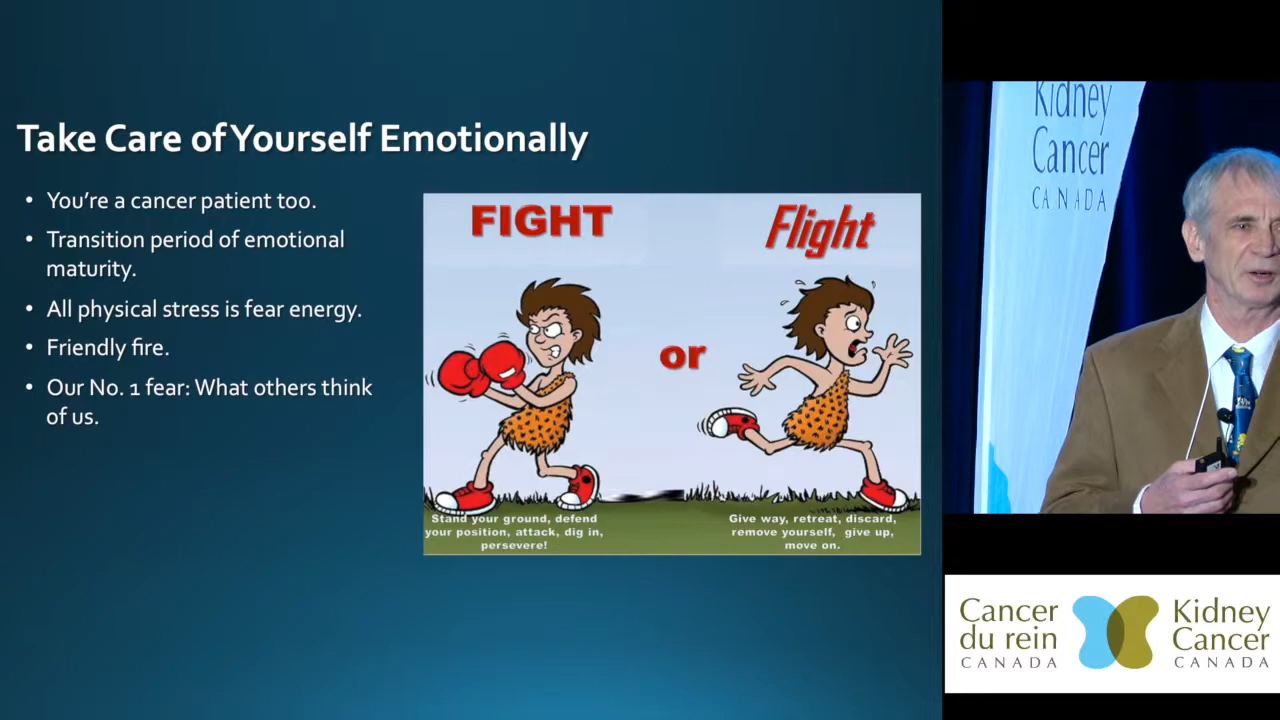 Take Care of Yourself Emotionally
• You're a cancer patient too.
• Transition period of emotional
maturity.
• All physical stress is fear energy.
• Friendly fire.
• Our No. 1 fear: What others think
of us.
FIGHT
or
Flight
Stand your ground, defend
your position, attack, dig in,
persevere!
Give way, retreat, discard,
remove yourself, give up,
move on.
Kidney
Cancer
CANADA
Cancer
du rein
CANADA
Kidney
Cancer
CANADA